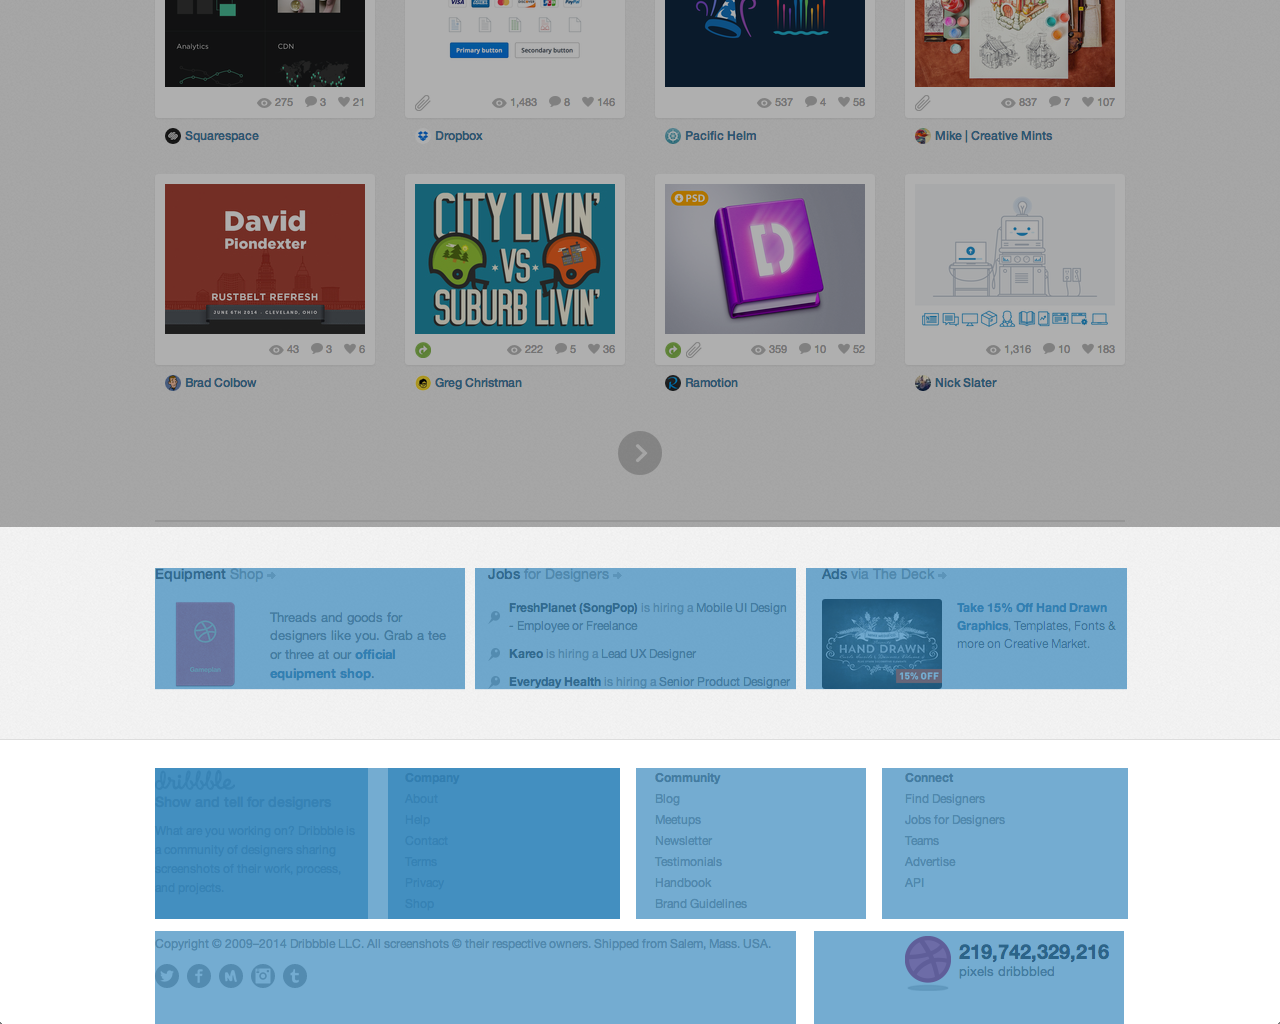 Analytics
CDN
VISA
DISCOVER
PayPal
Primary button
Secondary button
275 3 21
1,483 8 146
537 4 58
837 7 107
Squarespace
Dropbox
Pacific Helm
Mike | Creative Mints
David
Piondexter
RUSTBELT REFRESH
JUNE 6TH 2014 · CLEVELAND, OHIO
CITY LIVIN'
VS
SUBURB LIVIN'
PSD
D
43 3 6
222 5 36
359 10 52
1,316 10 183
Brad Colbow
Greg Christman
Ramotion
Nick Slater
Equipment Shop
Threads and goods for
designers like you. Grab a tee
or three at our official
equipment shop.
Jobs for Designers
FreshPlanet (SongPop) is hiring a Mobile UI Design
- Employee or Freelance
Kareo is hiring a Lead UX Designer
Everyday Health is hiring a Senior Product Designer
Ads via The Deck
HAND DRAWN
15% OFF
Take 15% Off Hand Drawn
Graphics, Templates, Fonts &
more on Creative Market.
dribbble
Show and tell for designers
What are you working on? Dribbble is
a community of designers sharing
screenshots of their work, process,
and projects.
Company
About
Help
Contact
Terms
Privacy
Shop
Community
Blog
Meetups
Newsletter
Testimonials
Handbook
Brand Guidelines
Connect
Find Designers
Jobs for Designers
Teams
Advertise
API
Copyright © 2009–2014 Dribbble LLC. All screenshots © their respective owners. Shipped from Salem, Mass. USA.
219,742,329,216
pixels dribbbled